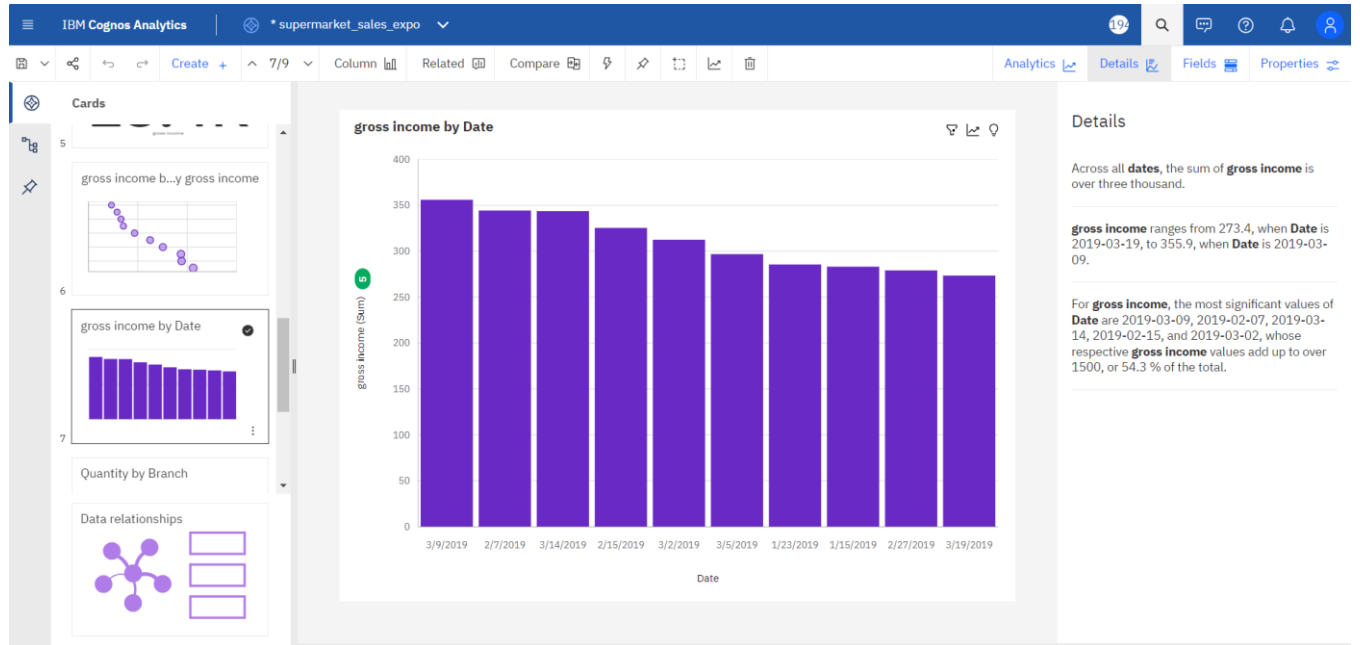 IBM Cognos Analytics
* supermarket_sales_expo
194
Create +
7/9
Column
Related
Compare
Analytics
Details
Fields
Properties
Cards
5
gross income
gross income b...y gross income
6
gross income by Date
7
Quantity by Branch
Data relationships
gross income by Date
400
350
300
250
200
150
100
50
0
gross income (Sum) 5
3/9/2019 2/7/2019 3/14/2019 2/15/2019 3/2/2019 3/5/2019 1/23/2019 1/15/2019 2/27/2019 3/19/2019
Date
Details
Across all dates, the sum of gross income is
over three thousand.
gross income ranges from 273.4, when Date is
2019-03-19, to 355.9, when Date is 2019-03-
09.
For gross income, the most significant values of
Date are 2019-03-09, 2019-02-07, 2019-03-
14, 2019-02-15, and 2019-03-02, whose
respective gross income values add up to over
1500, or 54.3 % of the total.